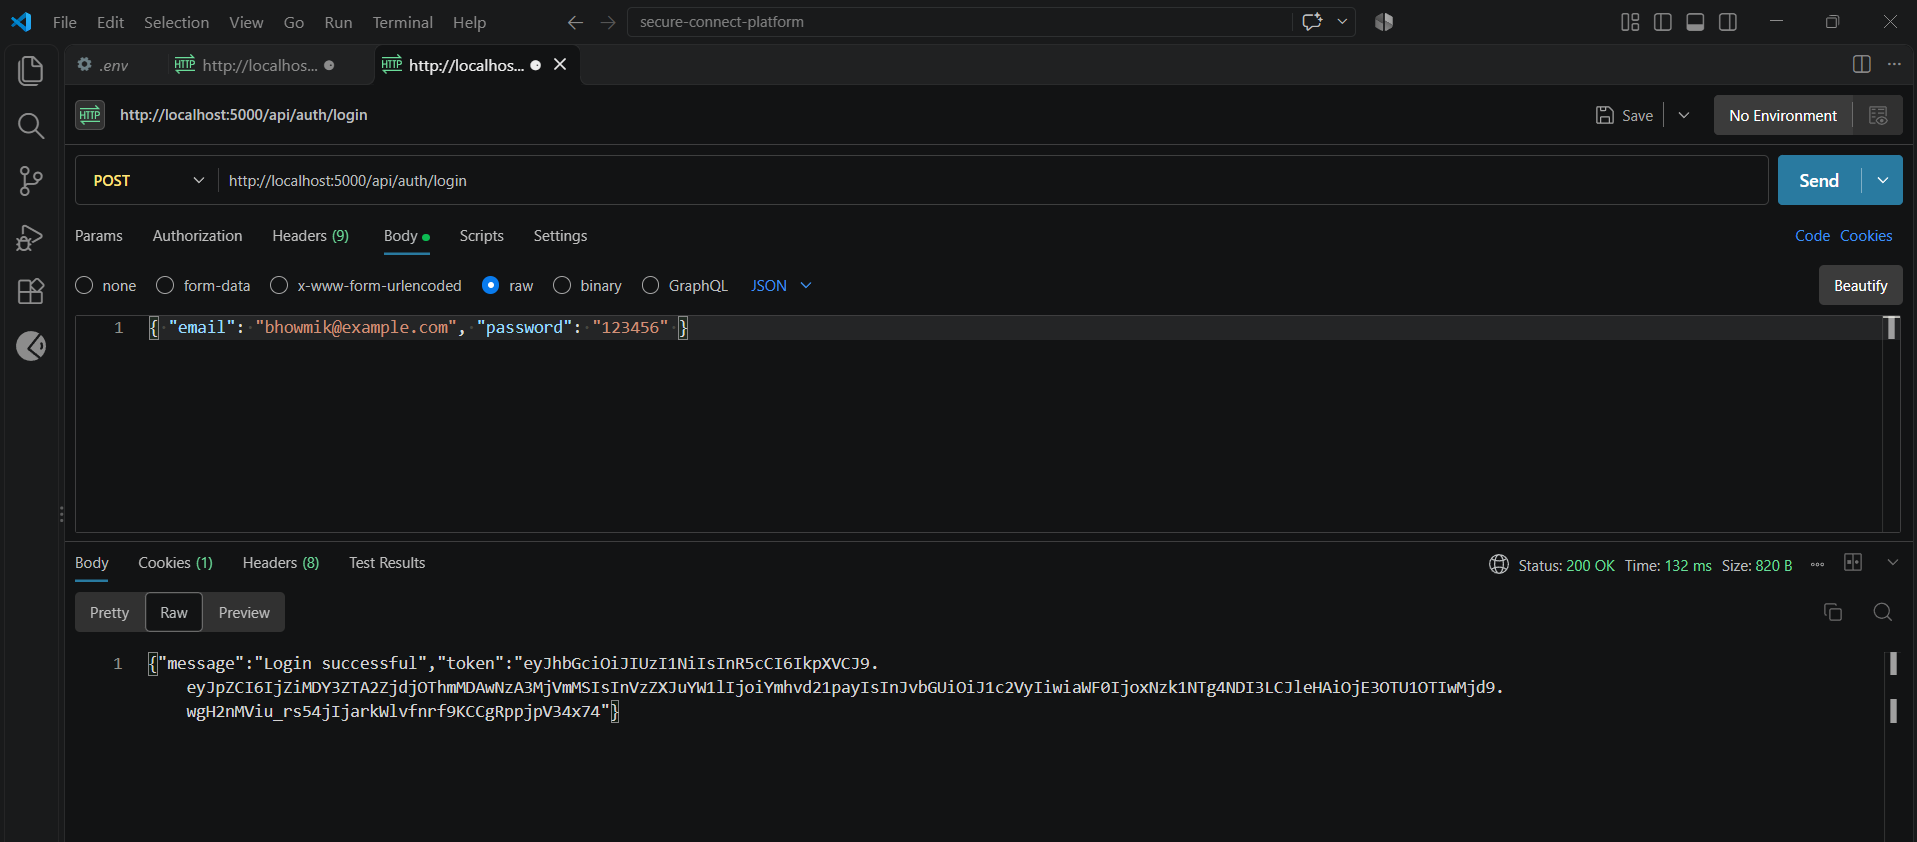 File Edit Selection View Go Run Terminal Help
secure-connect-platform
.env
HTTP http://localhos...
HTTP http://localhos...
HTTP http://localhost:5000/api/auth/login
Save
No Environment
POST http://localhost:5000/api/auth/login
Send
Params Authorization Headers (9) Body Scripts Settings
Code Cookies
none form-data x-www-form-urlencoded raw binary GraphQL JSON
Beautify
1 { "email": "bhowmik@example.com", "password": "123456" }
Body Cookies (1) Headers (8) Test Results
Status: 200 OK Time: 132 ms Size: 820 B
Pretty Raw Preview
1 {"message":"Login successful","token":"eyJhbGciOiJIUzI1NiIsInR5cCI6IkpXVCJ9.
eyJpZCI6IjZiMDY3ZTA2ZjdjOThmMDAwNzA3MjVmMSIsInVzZXJuYW1lIjoiYmhvd21payIsInJvbGUiOiJ1c2VyIiwiaWF0IjoxNzk1NTg4NDI3LCJleHAiOjE3OTU1OTIwMjd9.
wgH2nMViu_rs54jIjarkWlvfnrf9KCCgRppjpV34x74"}